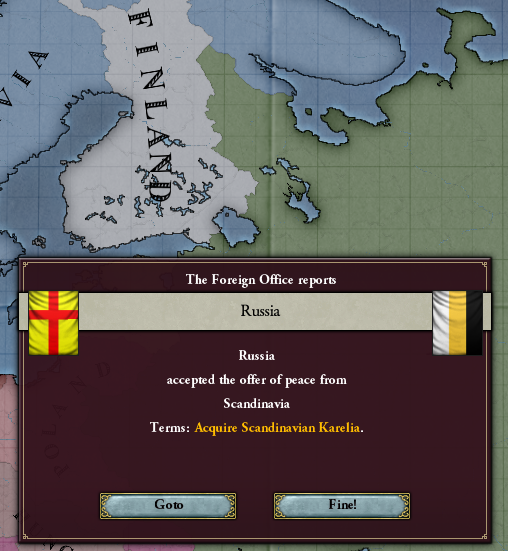 FINLAND
VIA
The Foreign Office reports
Russia
Russia
accepted the offer of peace from
Scandinavia
Terms: Acquire Scandinavian Karelia.
Goto
Fine!